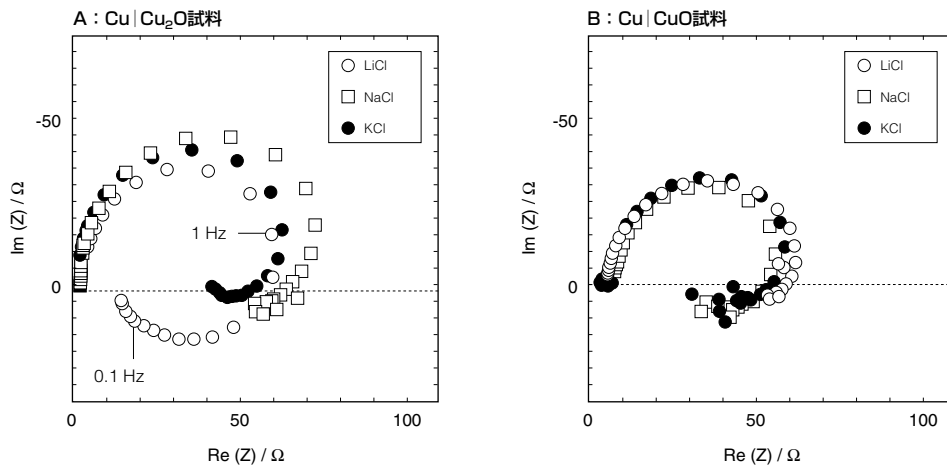 A：Cu|Cu₂O試料
LiCl
NaCl
KCl
-50
0
Im (Z) / Ω
1 Hz
0.1 Hz
0
50
100
Re (Z) / Ω
B：Cu|CuO試料
LiCl
NaCl
KCl
-50
0
Im (Z) / Ω
0
50
100
Re (Z) / Ω